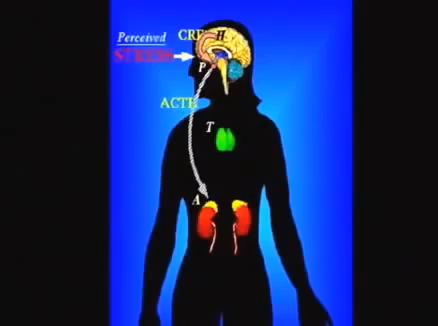 Perceived CRF H
STRESS
P
ACTH
T
A